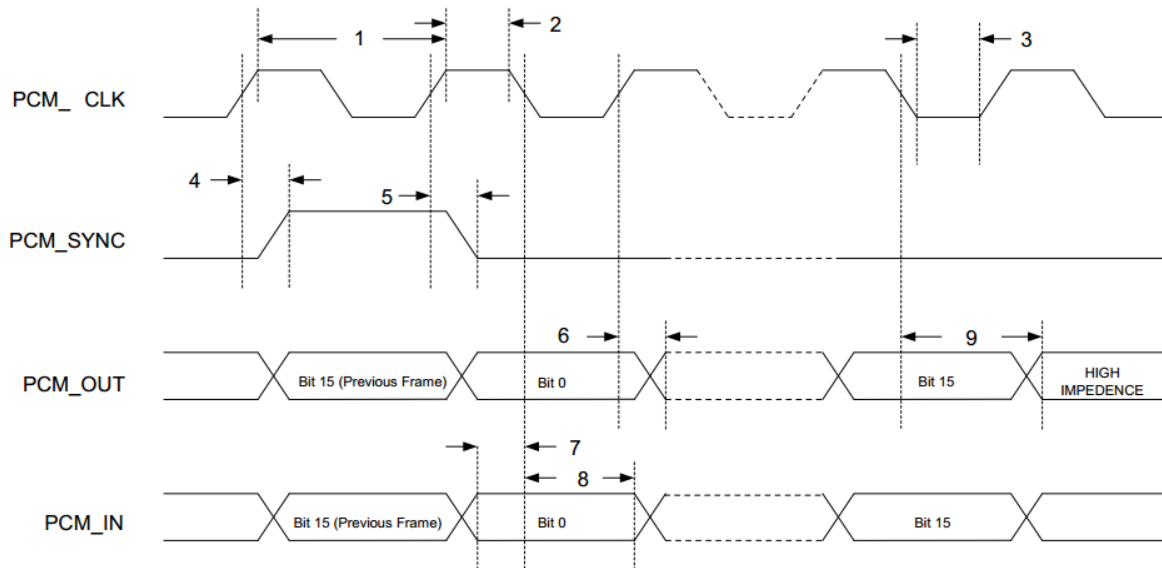 1
2
3
PCM_ CLK
4
5
PCM_SYNC
6
9
PCM_OUT
Bit 15 (Previous Frame)
Bit 0
Bit 15
HIGH
IMPEDENCE
7
8
PCM_IN
Bit 15 (Previous Frame)
Bit 0
Bit 15